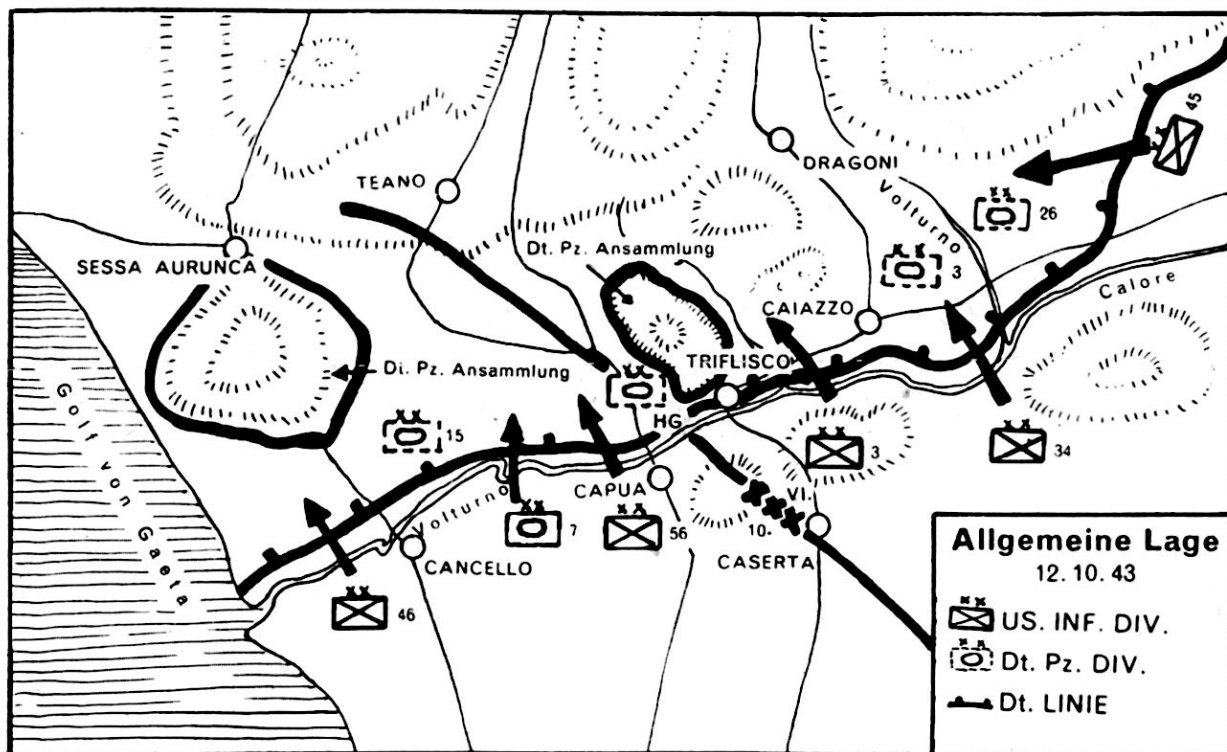 45
DRAGONI
TEANO
Volturno
26
Dt. Pz. Ansammlung
SESSA AURUNCA
3
CAIAZZO
Calore
TRIFLISCO
Dt. Pz. Ansammlung
HG
15
3
34
Golf von Gaeta
Volturno
CAPUA
VI.
7
56
10.
CANCELLO
CASERTA
46
Allgemeine Lage
12. 10. 43
US. INF. DIV.
Dt. Pz. DIV.
Dt. LINIE